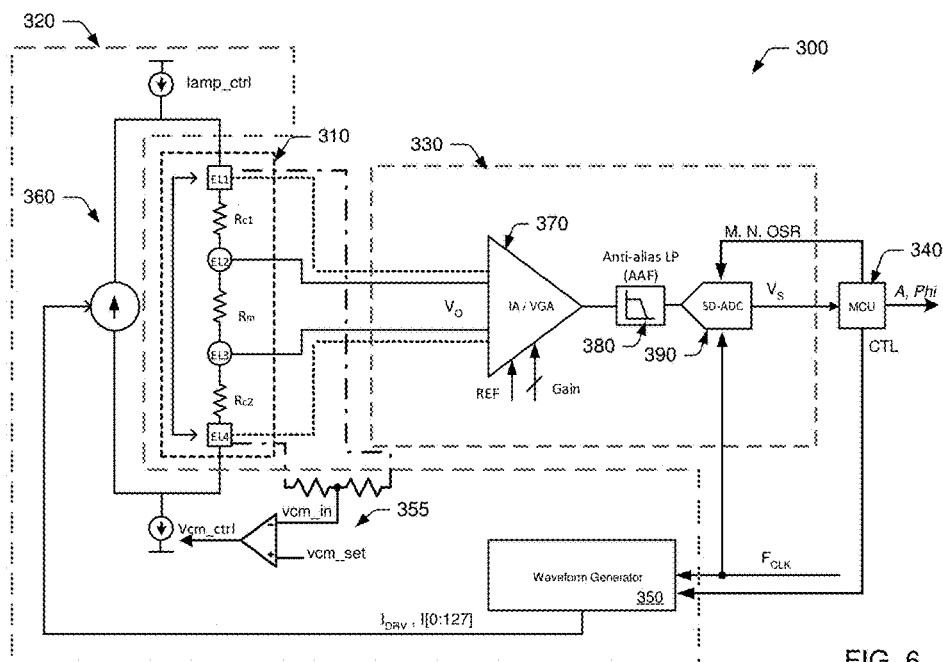 320
300
Iamp_ctrl
310
330
360
EL1
370
M. N. OSR
340
Rc1
Anti-alias LP
(AAF)
EL2
IA / VGA
SD-ADC
VS
MCU
A, Phi
Rm
VO
380
390
CTL
EL3
REF
Gain
Rc2
EL4
vcm_in
355
Vcm_ctrl
vcm_set
FCLK
Waveform Generator
350
IDRV , I[0:127]
FIG. 6